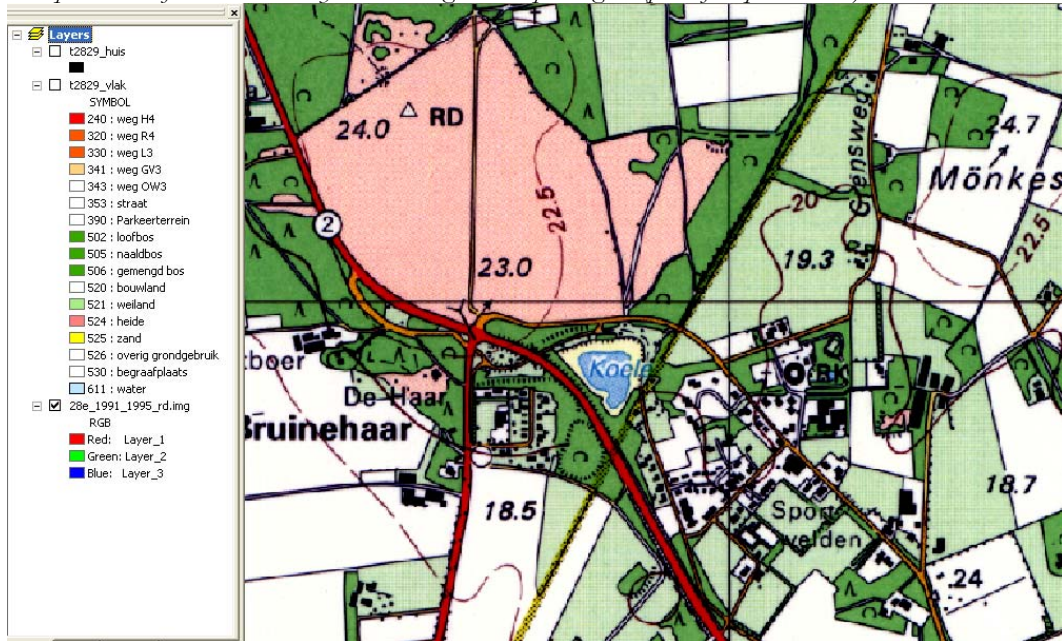 Layers
t2829_huis
t2829_vlak
SYMBOL
240 : weg H4
320 : weg R4
330 : weg L3
341 : weg GV3
343 : weg OW3
353 : straat
390 : Parkeerterrein
502 : loofbos
505 : naaldbos
506 : gemengd bos
520 : bouwland
521 : weiland
524 : heide
525 : zand
526 : overig grondgebruik
530 : begraafplaats
611 : water
28e_1991_1995_rd.img
RGB
Red: Layer_1
Green: Layer_2
Blue: Layer_3
24.0
RD
24.7
Grensweg.
Mönkes
2
22.5
20
22.5
23.0
19.3
boer
Koele
RK
De Haar
Bruinehaar
18.5
18.7
Sport
velden
24